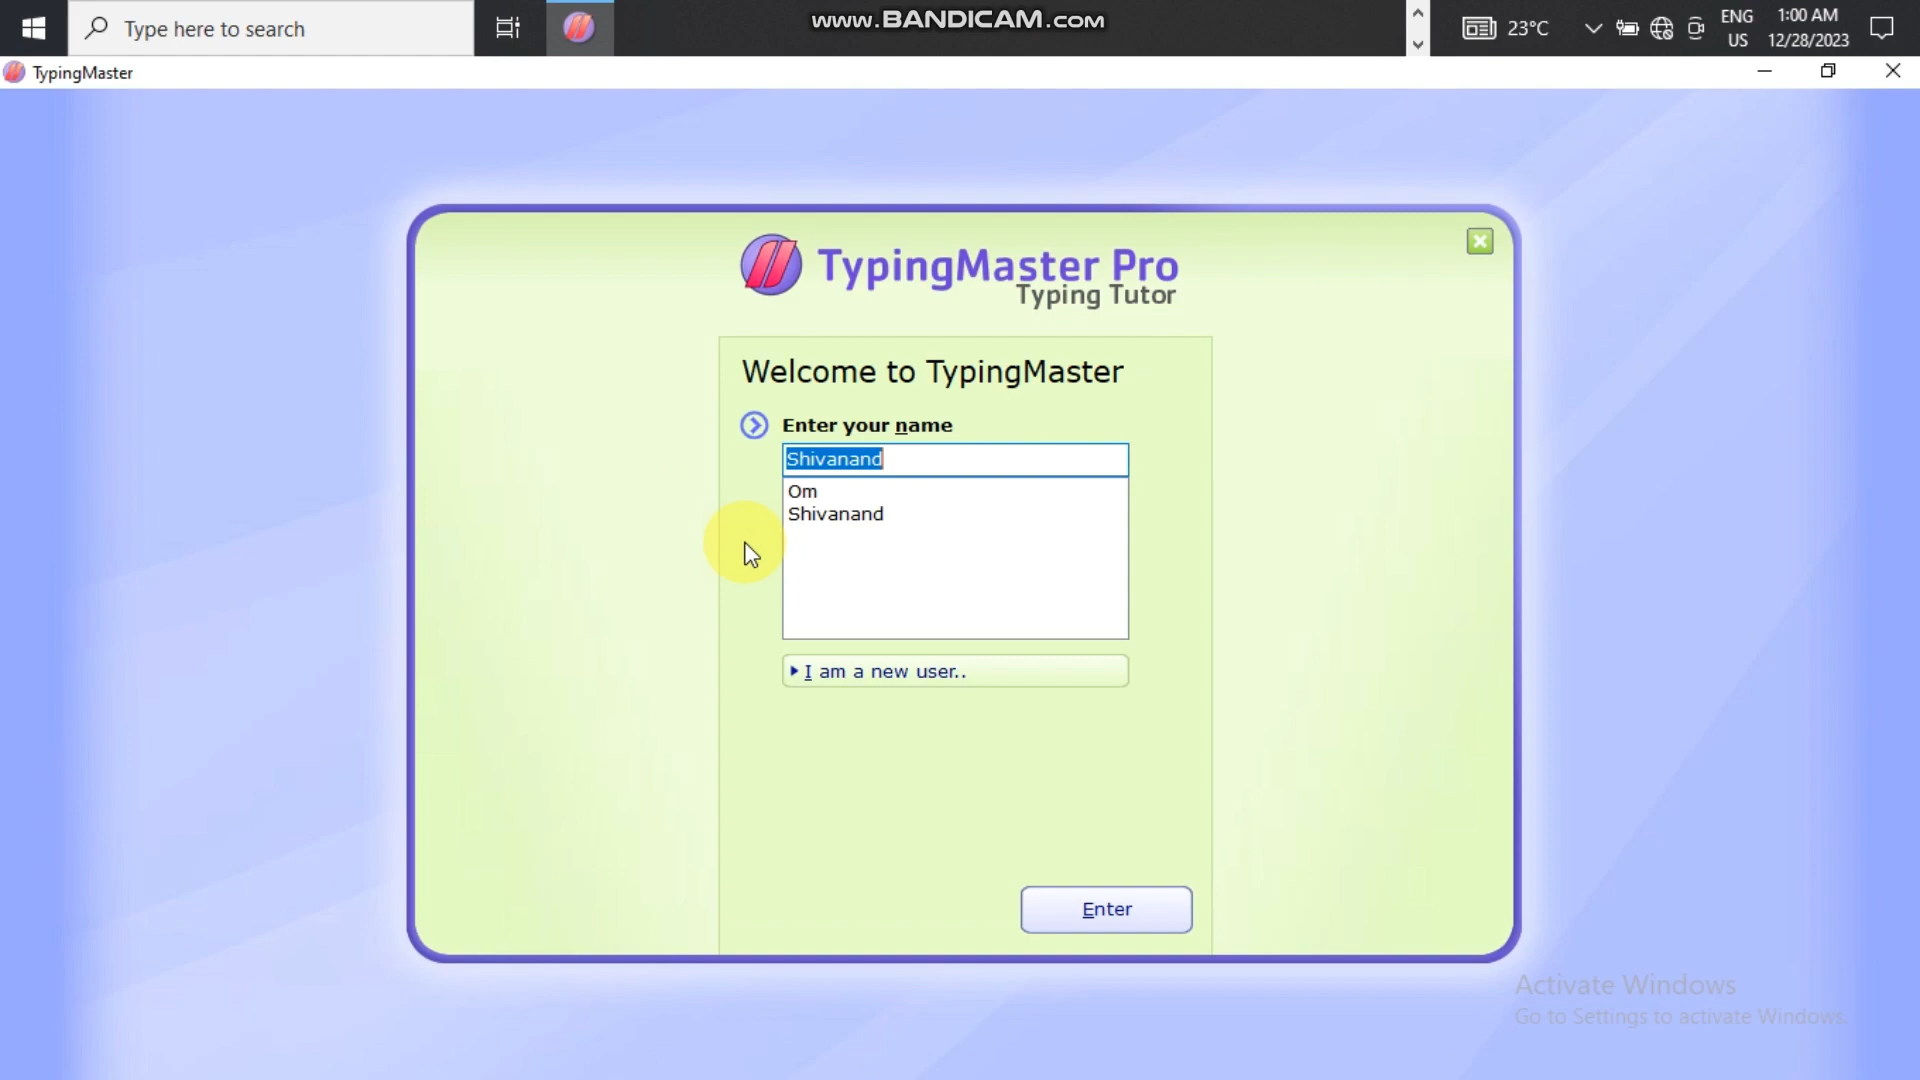 Type here to search
www.BANDICAM.com
23°C
ENG
US
1:00 AM
12/28/2023
TypingMaster
TypingMaster Pro
Typing Tutor
Welcome to TypingMaster
Enter your name
Shivanand
Om
Shivanand
I am a new user..
Enter
Activate Windows
Go to Settings to activate Windows.